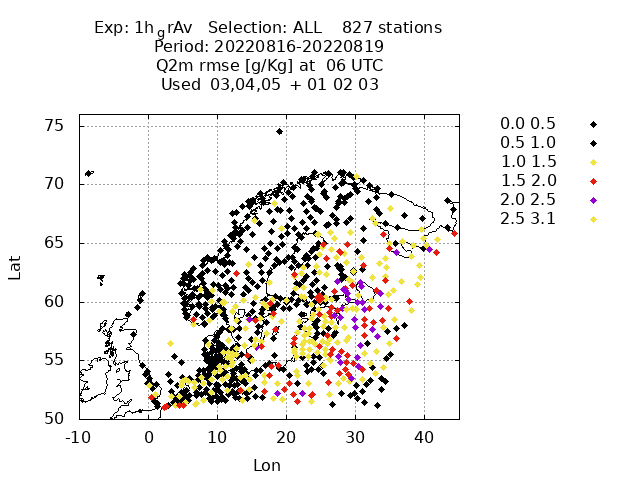 Exp: 1h grAv Selection: ALL 827 stations
Period: 20220816-20220819
Q2m rmse [g/Kg] at 06 UTC
Used 03,04,05 + 01 02 03
0.0 0.5
0.5 1.0
1.0 1.5
1.5 2.0
2.0 2.5
2.5 3.1
Lat
75
70
65
60
55
50
-10 0 10 20 30 40
Lon